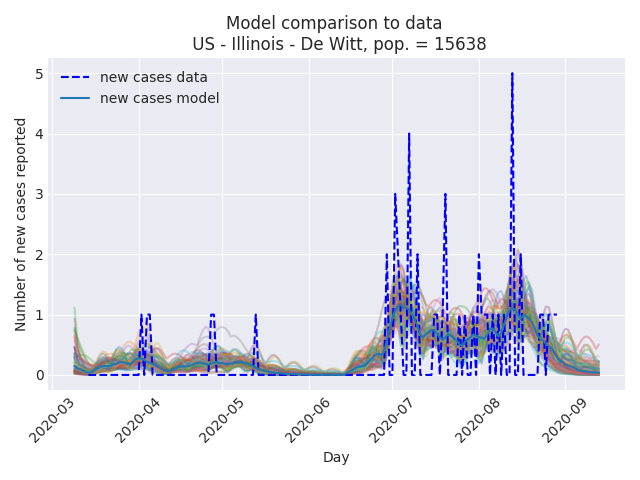 Model comparison to data
US - Illinois - De Witt, pop. = 15638
new cases data
new cases model
Number of new cases reported
5
4
3
2
1
0
2020-03
2020-04
2020-05
2020-06
2020-07
2020-08
2020-09
Day